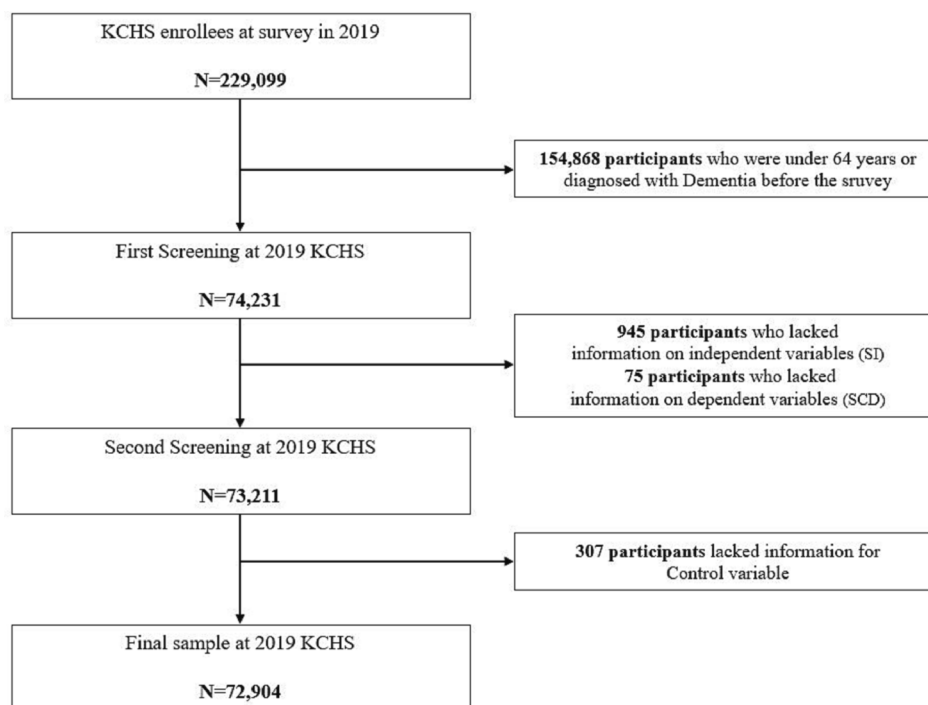 KCHS enrollees at survey in 2019
N=229,099
154,868 participants who were under 64 years or
diagnosed with Dementia before the sruvey
First Screening at 2019 KCHS
N=74,231
945 participants who lacked
information on independent variables (SI)
75 participants who lacked
information on dependent variables (SCD)
Second Screening at 2019 KCHS
N=73,211
307 participants lacked information for
Control variable
Final sample at 2019 KCHS
N=72,904